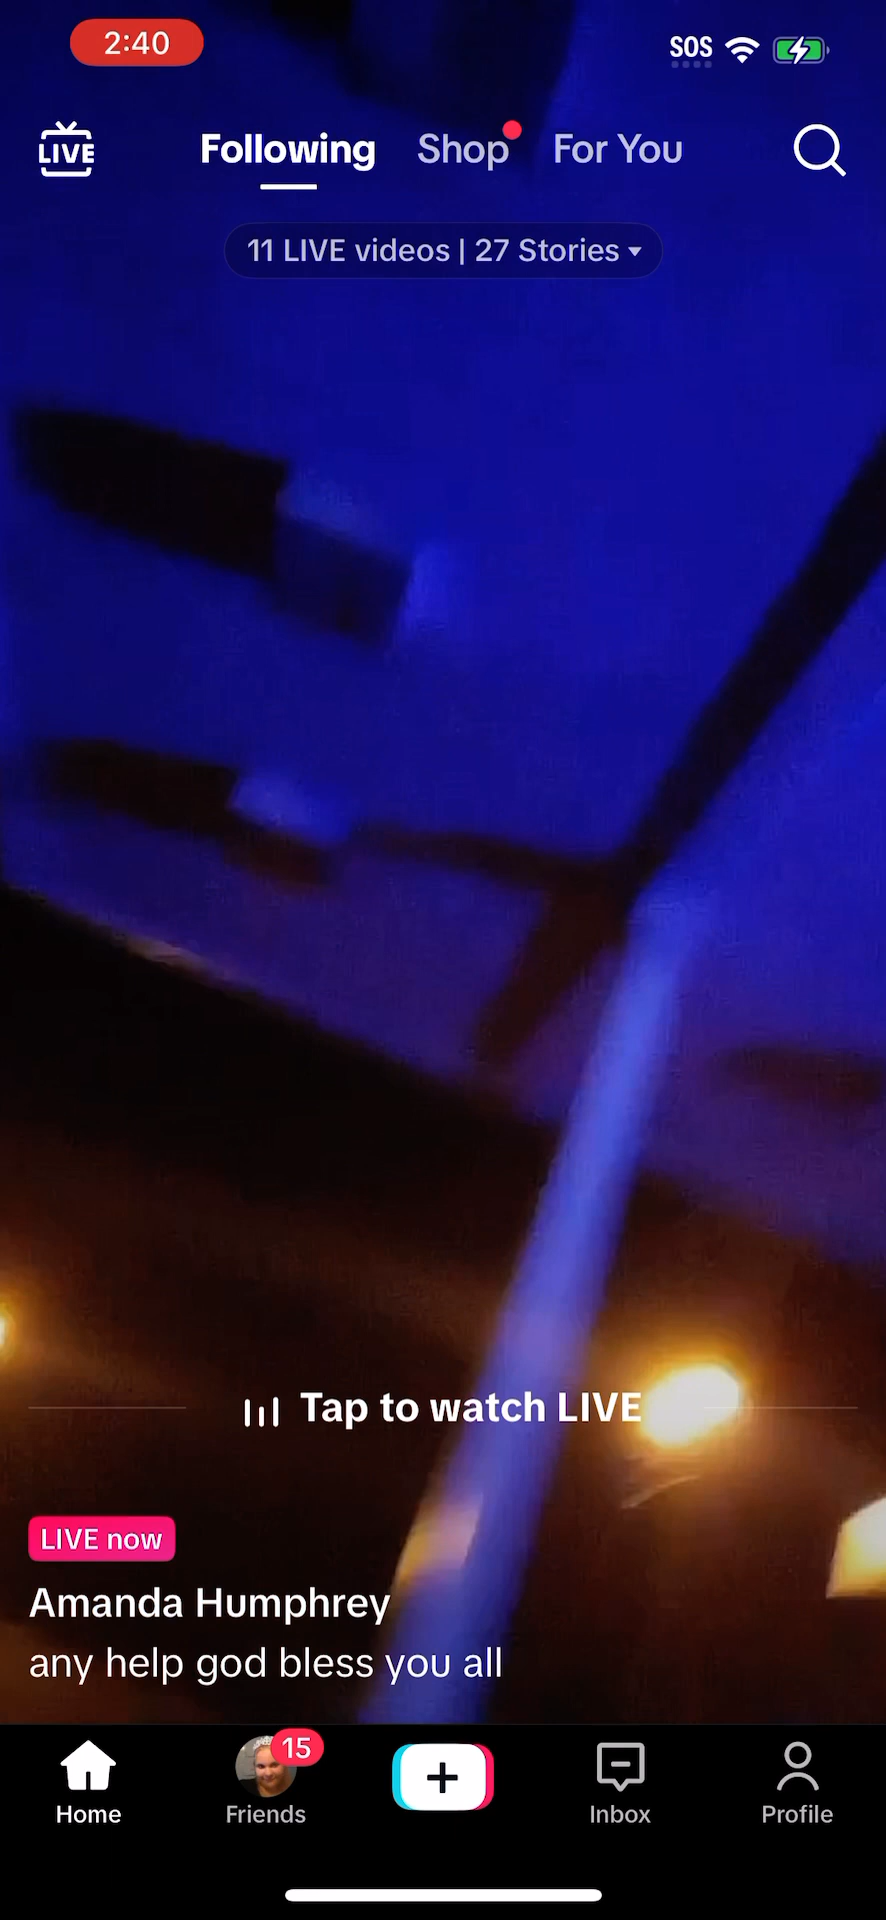 2:40
SOS
LIVE
Following
Shop
For You
11 LIVE videos | 27 Stories
Tap to watch LIVE
LIVE now
Amanda Humphrey
any help god bless you all
15
Home
Friends
Inbox
Profile